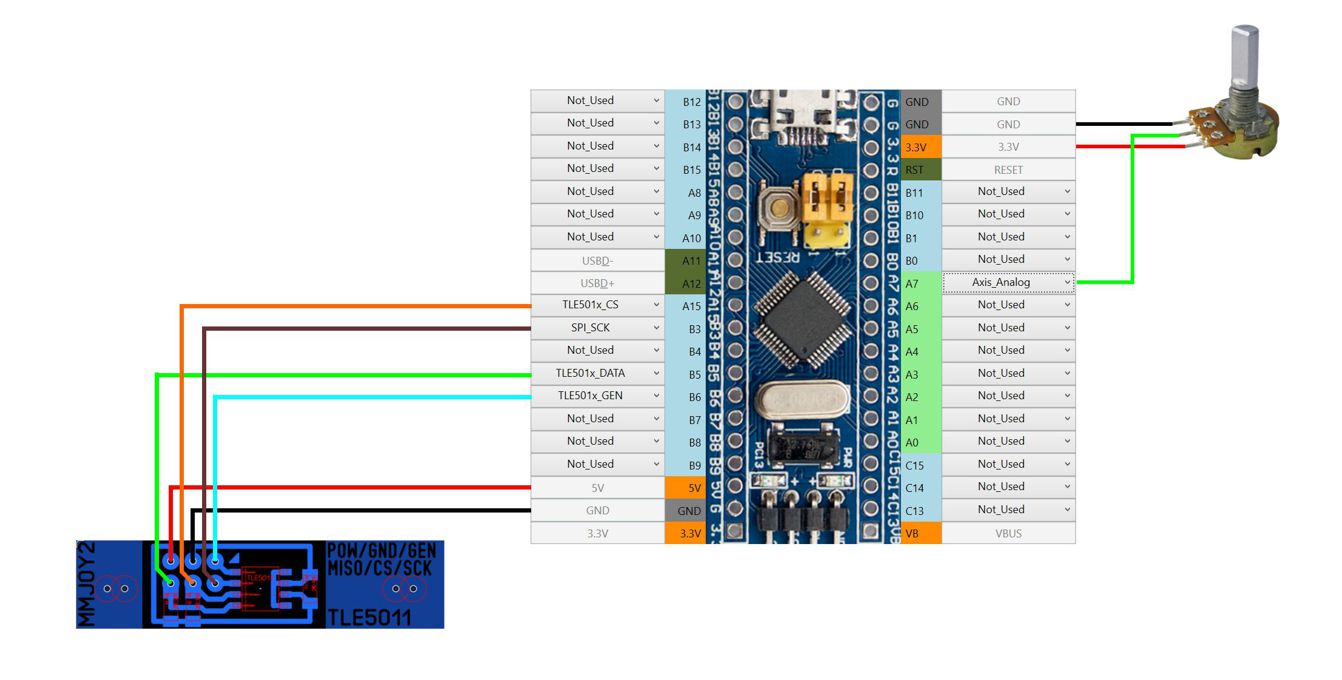 Not_Used B12 GND GND
Not_Used B13 GND GND
Not_Used B14 3.3V 3.3V
Not_Used B15 RST RESET
Not_Used A8 B11 Not_Used
Not_Used A9 B10 Not_Used
Not_Used A10 B1 Not_Used
USBD- A11 B0 Not_Used
USBD+ A12 A7 Axis_Analog
TLE501x_CS A15 A6 Not_Used
SPI_SCK B3 A5 Not_Used
Not_Used B4 A4 Not_Used
TLE501x_DATA B5 A3 Not_Used
TLE501x_GEN B6 A2 Not_Used
Not_Used B7 A1 Not_Used
Not_Used B8 A0 Not_Used
Not_Used B9 C15 Not_Used
5V 5V C14 Not_Used
GND GND C13 Not_Used
3.3V 3.3V VB VBUS
B12 B13 B14 B15 A8 A9 A10 A11 A12 A15 B3 B4 B5 B6 B7 B8 B9 5V G 3.3
RESET
PC13 PWR
G G 3.3 R B11 B10 B1 B0 A7 A6 A5 A4 A3 A2 A1 A0 C15 C14 C13 VB
MMJOY2
POW/GND/GEN
MISO/CS/SCK
TLE5011